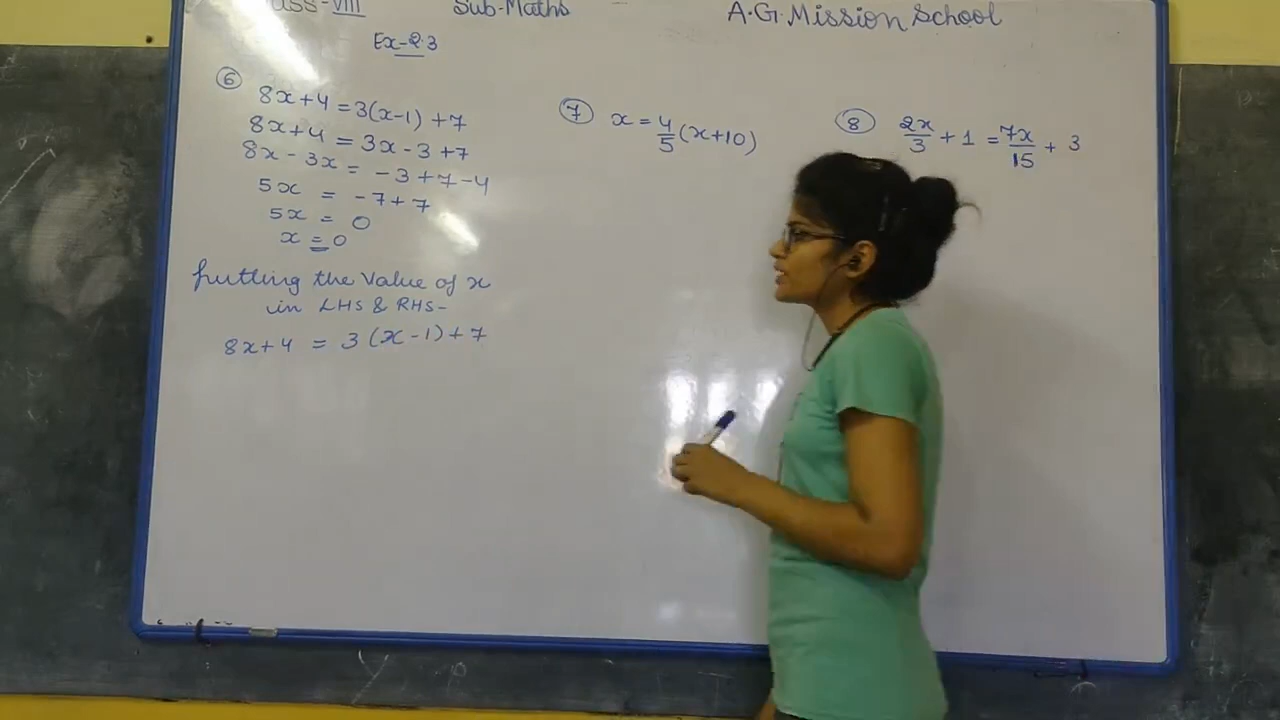 VIII Sub-Maths A.G. Mission School
Ex-2.3
⑥ 8x+4=3(x-1)+7
8x+4 = 3x-3+7
8x-3x = -3+7-4
5x = -7+7
5x = 0
x = 0
putting the value of x
in LHS & RHS-
8x+4 = 3(x-1)+7
⑦ x = 4/5 (x+10)
⑧ 2x/3 + 1 = 7x/15 + 3